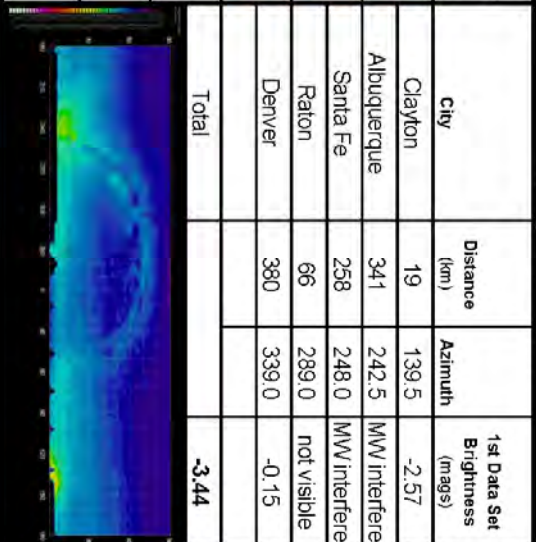 City
Distance
(km)
Azimuth
1st Data Set
Brightness
(mags)
Clayton
19
139.5
-2.57
Albuquerque
341
242.5
MW interfere
Santa Fe
258
248.0
MW interfere
Raton
66
289.0
not visible
Denver
380
339.0
-0.15
Total
-3.44